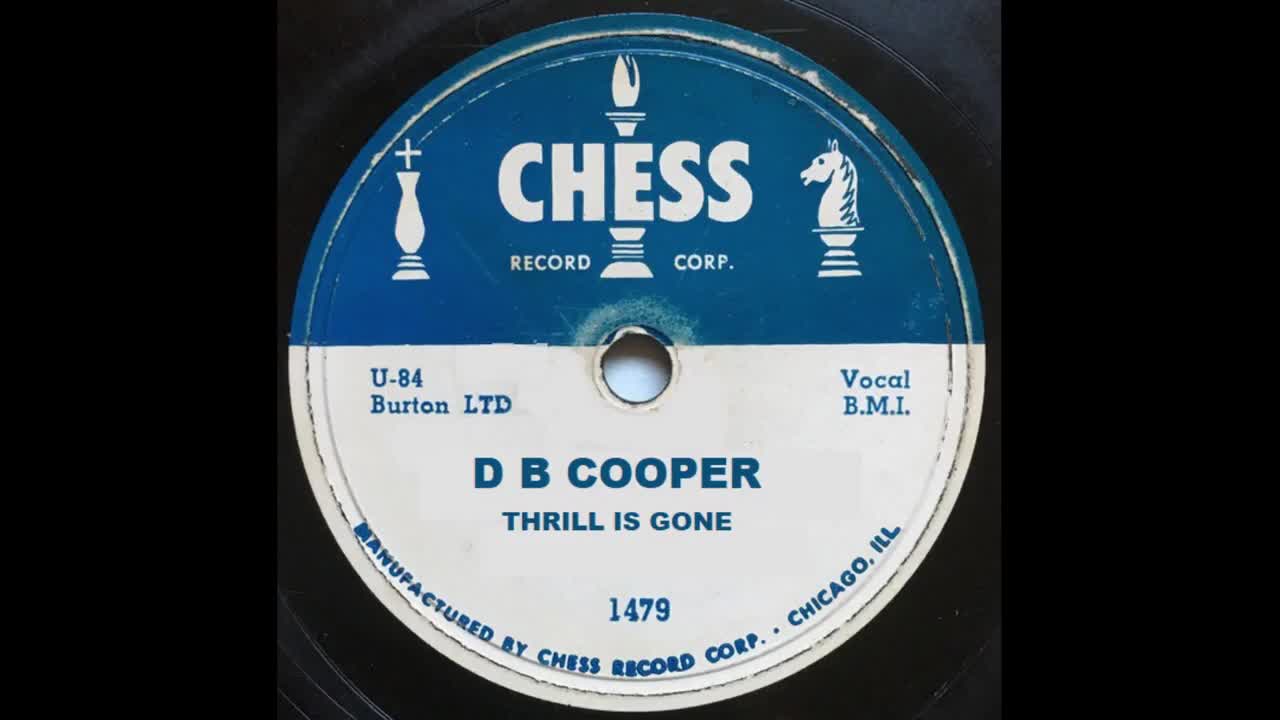 CHESS
RECORD CORP.
U-84
Burton LTD
Vocal
B.M.I.
D B COOPER
THRILL IS GONE
1479
MANUFACTURED BY CHESS RECORD CORP. · CHICAGO, ILL